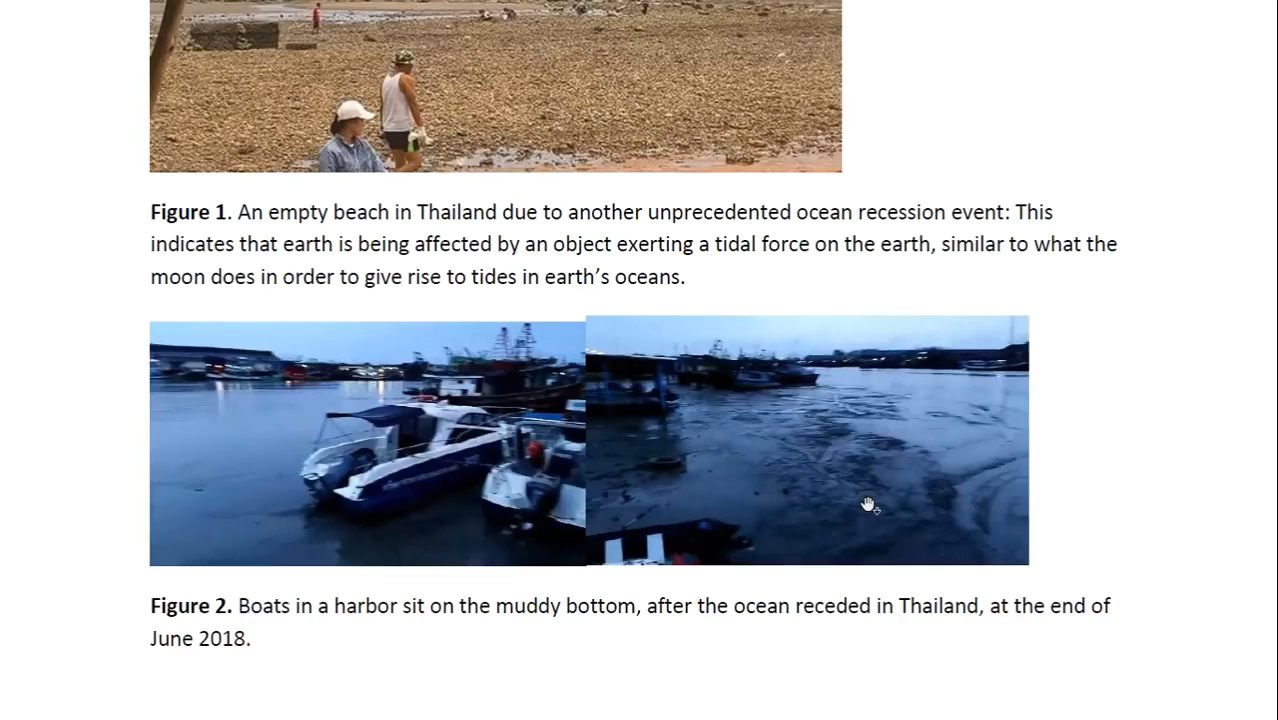 Figure 1. An empty beach in Thailand due to another unprecedented ocean recession event: This
indicates that earth is being affected by an object exerting a tidal force on the earth, similar to what the
moon does in order to give rise to tides in earth’s oceans.
Figure 2. Boats in a harbor sit on the muddy bottom, after the ocean receded in Thailand, at the end of
June 2018.